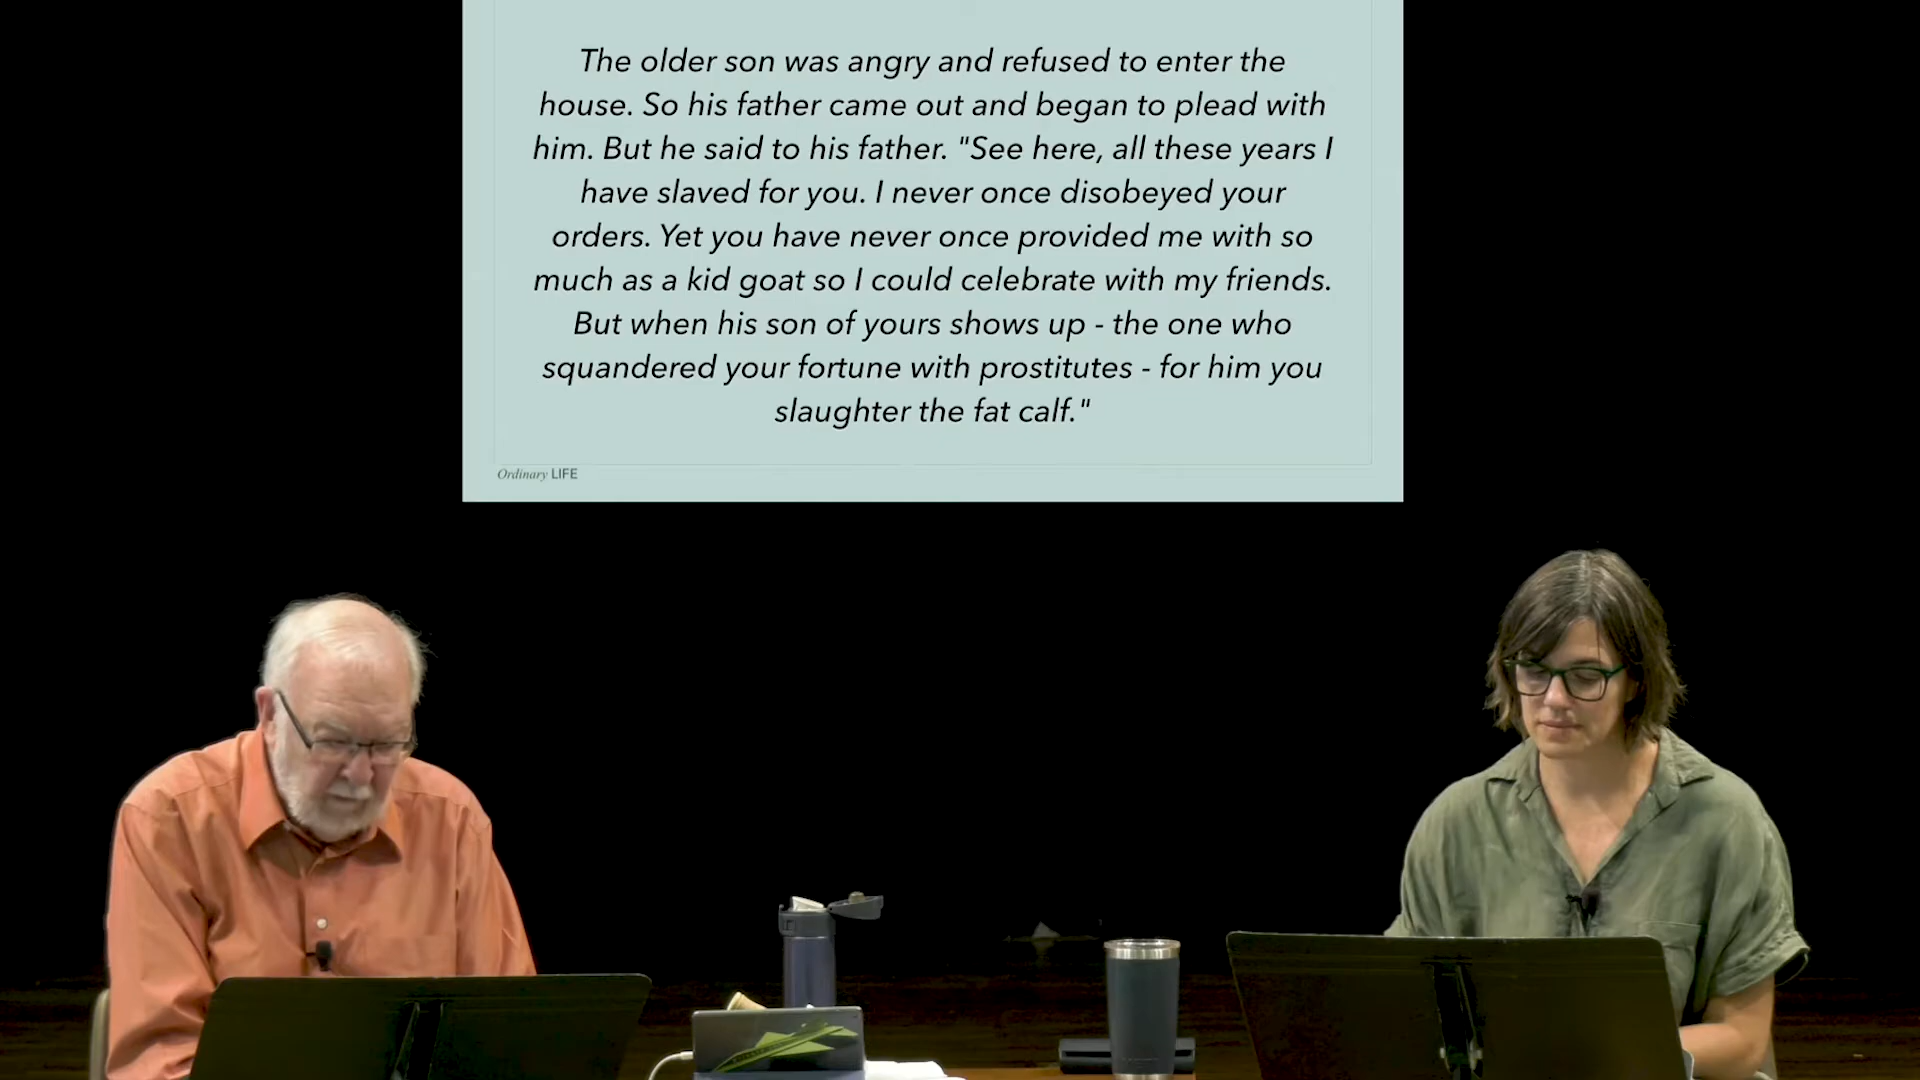 The older son was angry and refused to enter the
house. So his father came out and began to plead with
him. But he said to his father. "See here, all these years I
have slaved for you. I never once disobeyed your
orders. Yet you have never once provided me with so
much as a kid goat so I could celebrate with my friends.
But when his son of yours shows up - the one who
squandered your fortune with prostitutes - for him you
slaughter the fat calf."
Ordinary LIFE